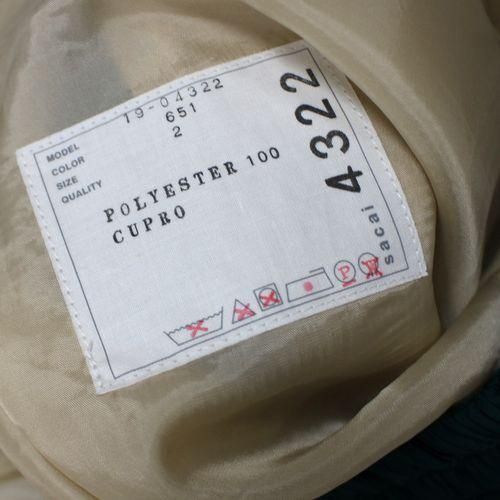 MODEL 19-04322
COLOR 651
SIZE 2
QUALITY
POLYESTER 100
CUPRO
4322
sacai
P
W